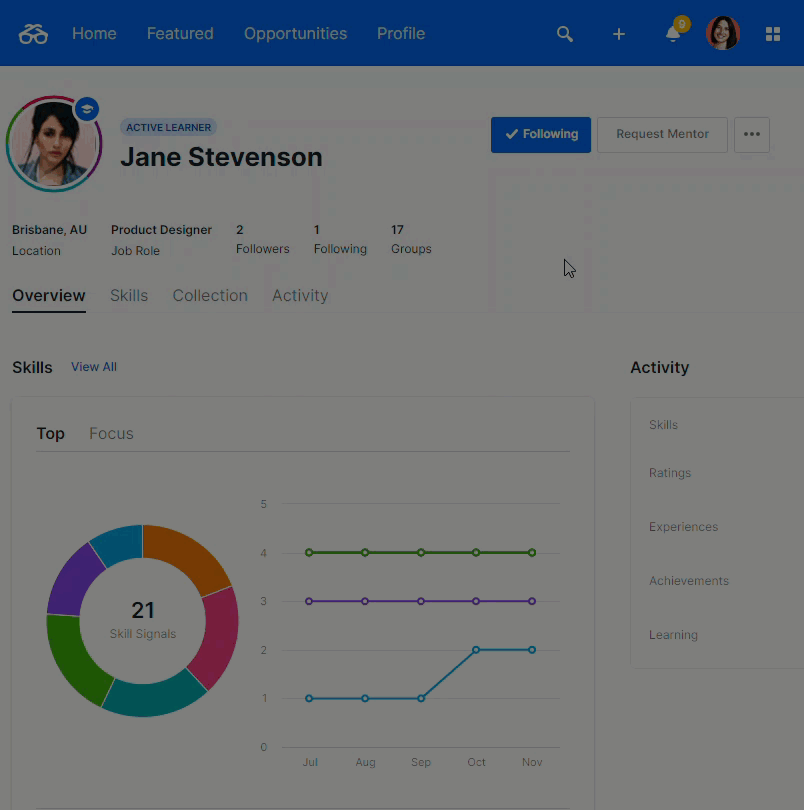 Home Featured Opportunities Profile 9
ACTIVE LEARNER
Jane Stevenson
Following Request Mentor
Brisbane, AU Product Designer 2 1 17
Location Job Role Followers Following Groups
Overview Skills Collection Activity
Skills View All Activity
Top Focus
Skills
Ratings
Experiences
Achievements
Learning
21
Skill Signals
5
4
3
2
1
0
Jul Aug Sep Oct Nov